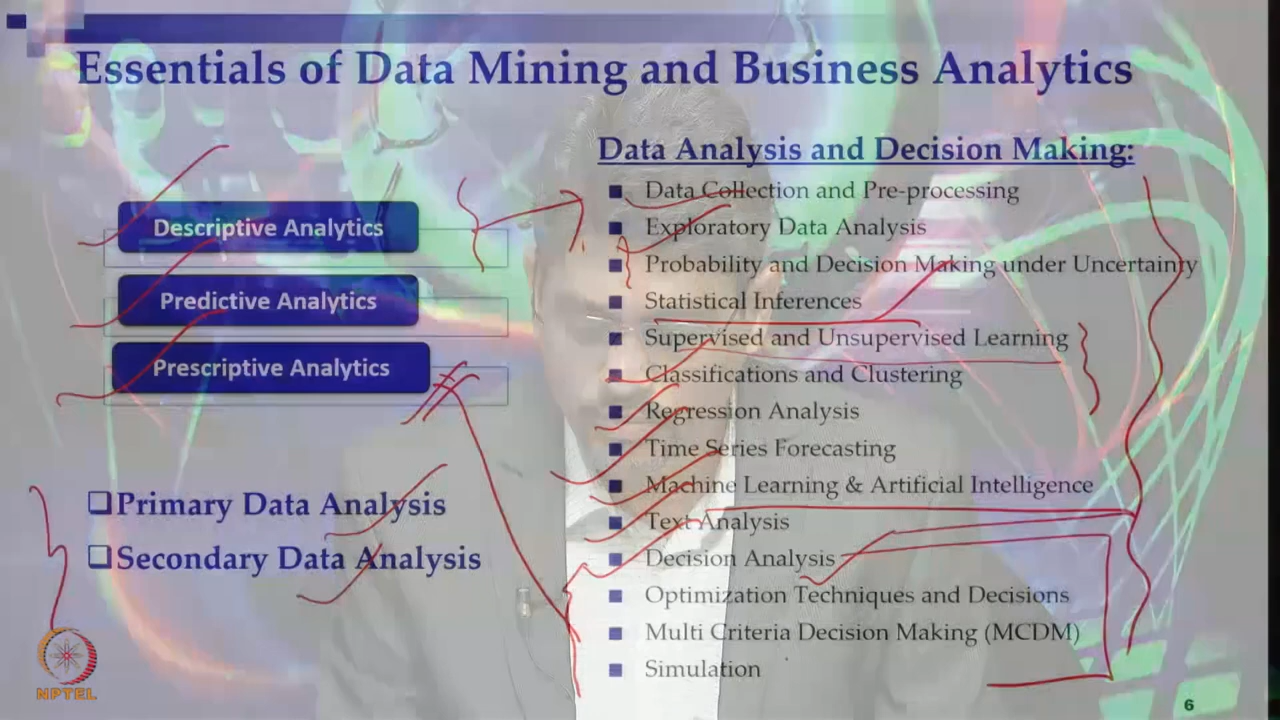 Essentials of Data Mining and Business Analytics
Descriptive Analytics
Predictive Analytics
Prescriptive Analytics
❑Primary Data Analysis
❑Secondary Data Analysis
Data Analysis and Decision Making:
■ Data Collection and Pre-processing
■ Exploratory Data Analysis
■ Probability and Decision Making under Uncertainty
■ Statistical Inferences
■ Supervised and Unsupervised Learning
■ Classifications and Clustering
■ Regression Analysis
■ Time Series Forecasting
■ Machine Learning & Artificial Intelligence
■ Text Analysis
■ Decision Analysis
■ Optimization Techniques and Decisions
■ Multi Criteria Decision Making (MCDM)
■ Simulation
NPTEL
6